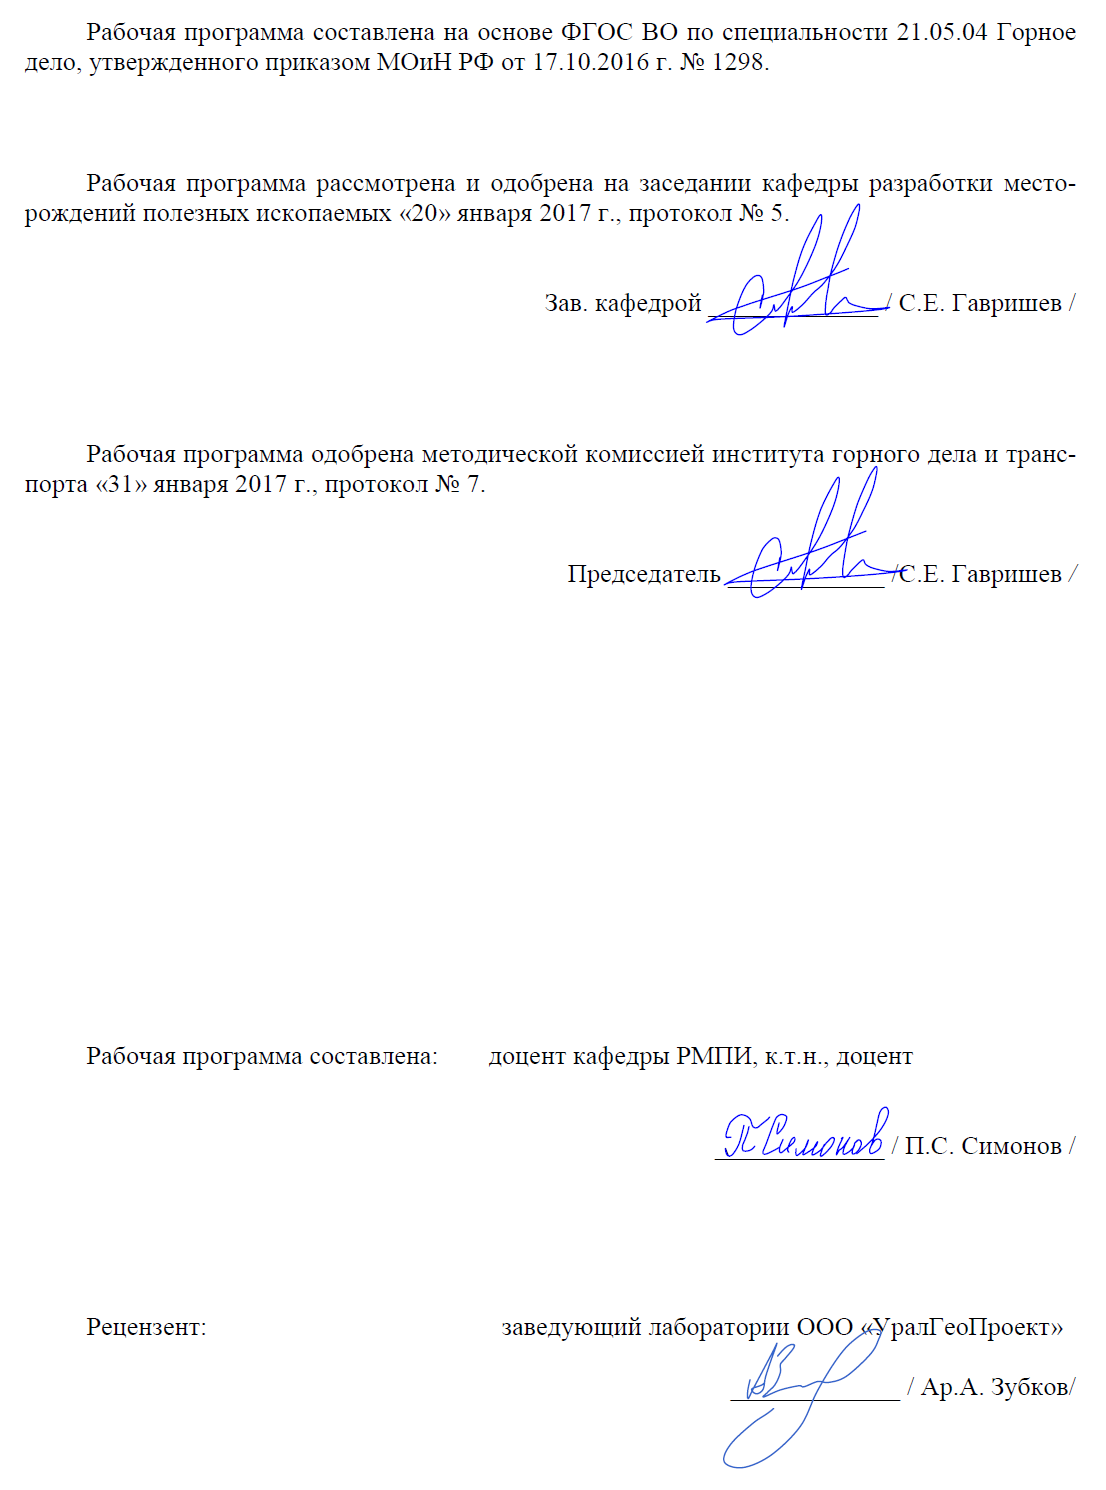 Рабочая программа составлена на основе ФГОС ВО по специальности 21.05.04 Горное
дело, утвержденного приказом МОиН РФ от 17.10.2016 г. № 1298.
Рабочая программа рассмотрена и одобрена на заседании кафедры разработки место-
рождений полезных ископаемых «20» января 2017 г., протокол № 5.
Зав. кафедрой _____________ / С.Е. Гавришев /
Рабочая программа одобрена методической комиссией института горного дела и транс-
порта «31» января 2017 г., протокол № 7.
Председатель ____________ /С.Е. Гавришев /
Рабочая программа составлена: доцент кафедры РМПИ, к.т.н., доцент
П Симонов / П.С. Симонов /
Рецензент: заведующий лаборатории ООО «УралГеоПроект»
_____________ / Ар.А. Зубков/